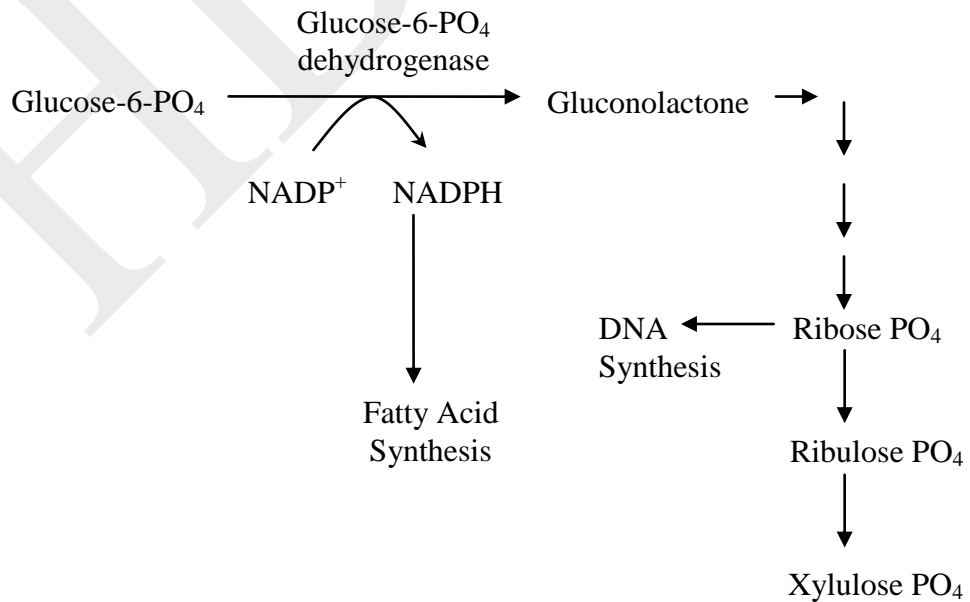 Glucose-6-PO₄
dehydrogenase
Glucose-6-PO₄
Gluconolactone
NADP⁺
NADPH
DNA
Synthesis
Ribose PO₄
Fatty Acid
Synthesis
Ribulose PO₄
Xylulose PO₄